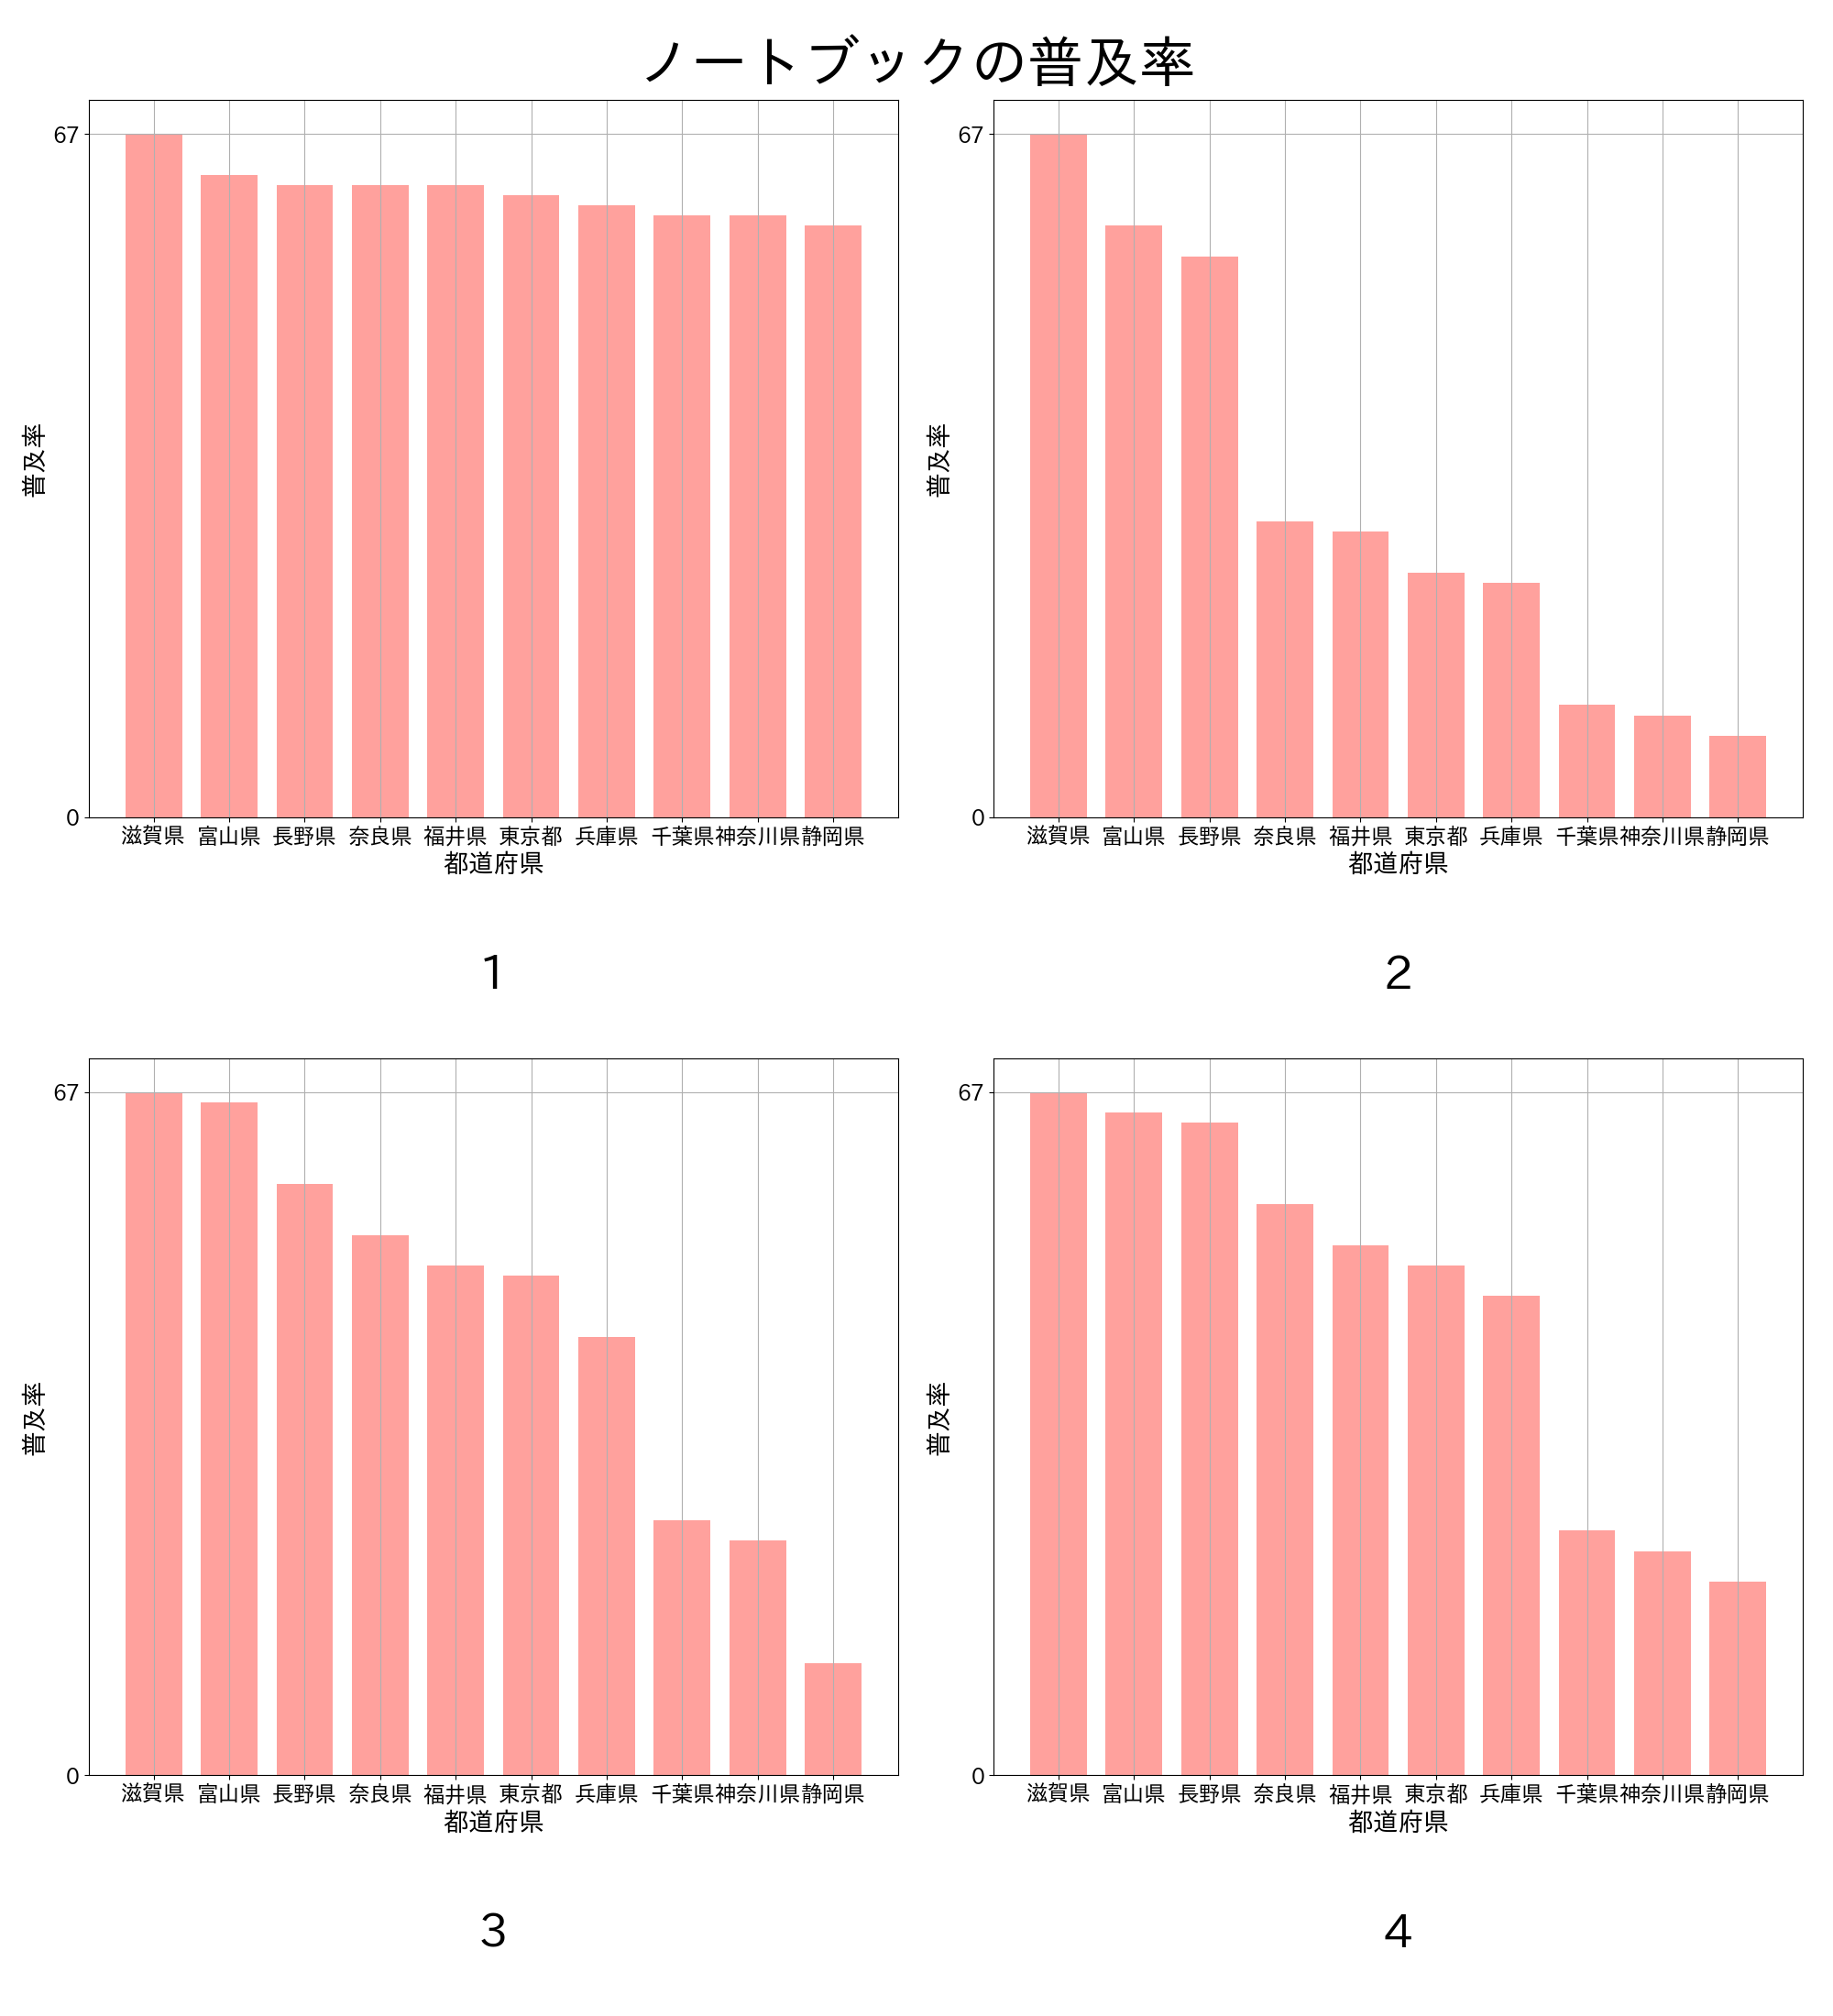 ノートブックの普及率
67
普及率
0
滋賀県 富山県 長野県 奈良県 福井県 東京都 兵庫県 千葉県 神奈川県 静岡県
都道府県
1
67
普及率
0
滋賀県 富山県 長野県 奈良県 福井県 東京都 兵庫県 千葉県 神奈川県 静岡県
都道府県
2
67
普及率
0
滋賀県 富山県 長野県 奈良県 福井県 東京都 兵庫県 千葉県 神奈川県 静岡県
都道府県
3
67
普及率
0
滋賀県 富山県 長野県 奈良県 福井県 東京都 兵庫県 千葉県 神奈川県 静岡県
都道府県
4